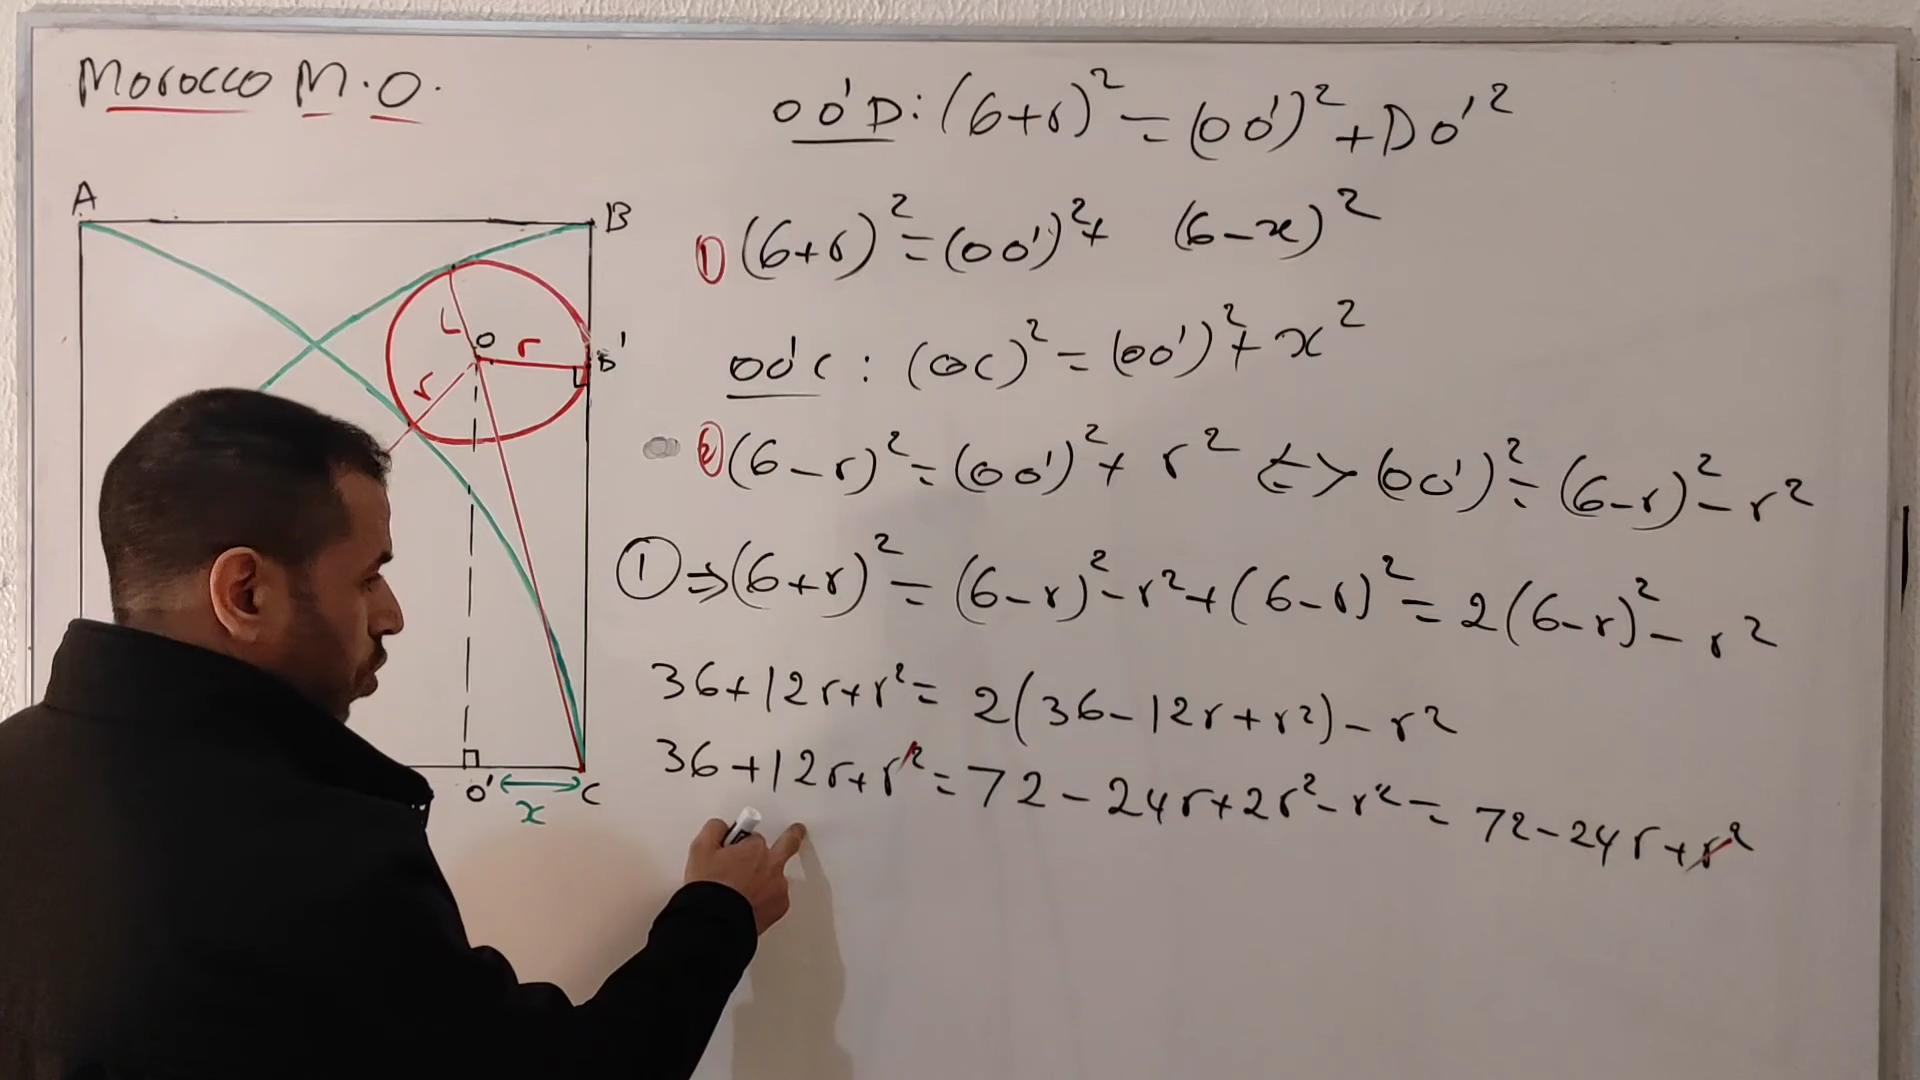 Morocco M.O.
A
B
L
O
r
B'
r
O'
x
C
OO'D: (6+r)² = (OO')² + DO'²
① (6+r)² = (OO')² + (6-x)²
OO'C : (OC)² = (OO')² + x²
② (6-r)² = (OO')² + r² <=> (OO')² = (6-r)² - r²
① ⇒ (6+r)² = (6-r)² - r² + (6-r)² = 2(6-r)² - r²
36+12r+r² = 2(36-12r+r²) - r²
36+12r+r² = 72-24r+2r²-r² = 72-24r+r²